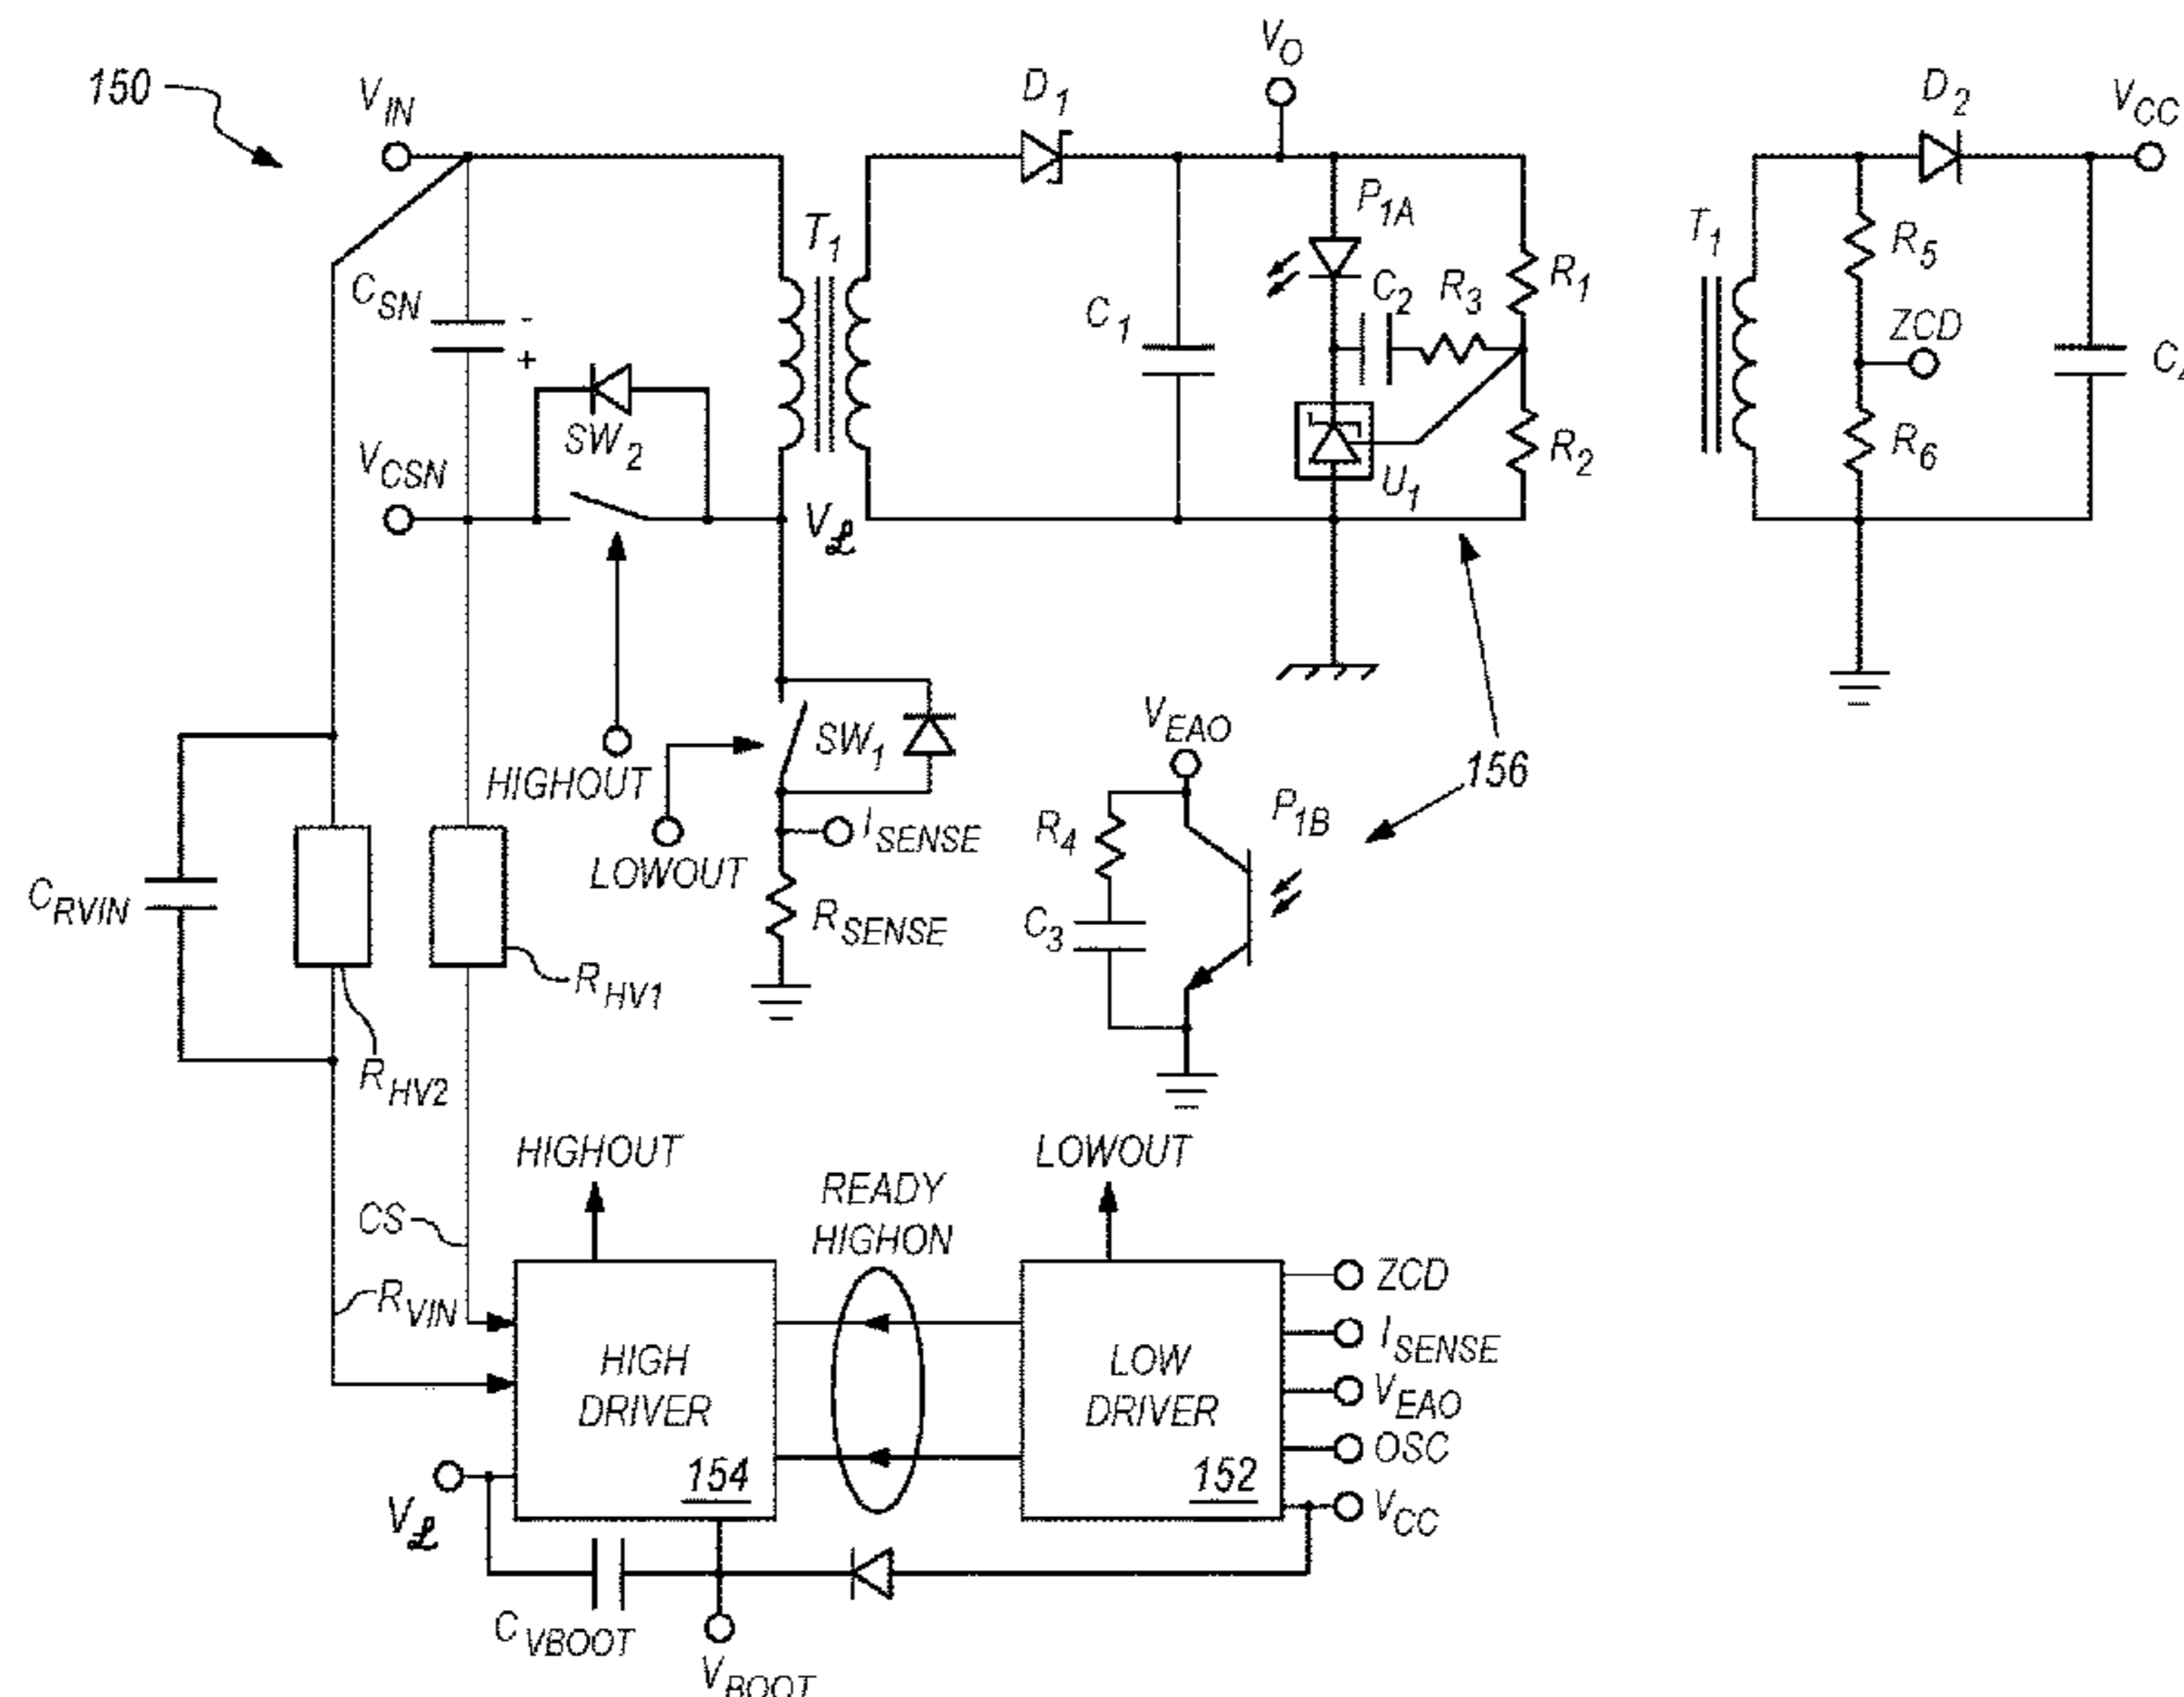 150
V_IN
D_1
V_O
D_2
V_CC
P_1A
T_1
T_1
C_SN
-
+
C_1
C_2
R_3
R_1
R_5
ZCD
SW_2
V_CSN
U_1
R_2
R_6
V_ℒ
SW_1
V_EAO
156
HIGHOUT
I_SENSE
LOWOUT
R_4
P_1B
C_RVIN
R_SENSE
C_3
R_HV1
R_HV2
HIGHOUT
READY
HIGHON
LOWOUT
CS
R_VIN
HIGH
DRIVER
154
LOW
DRIVER
152
ZCD
I_SENSE
V_EAO
OSC
V_CC
V_ℒ
C_VBOOT
V_BOOT